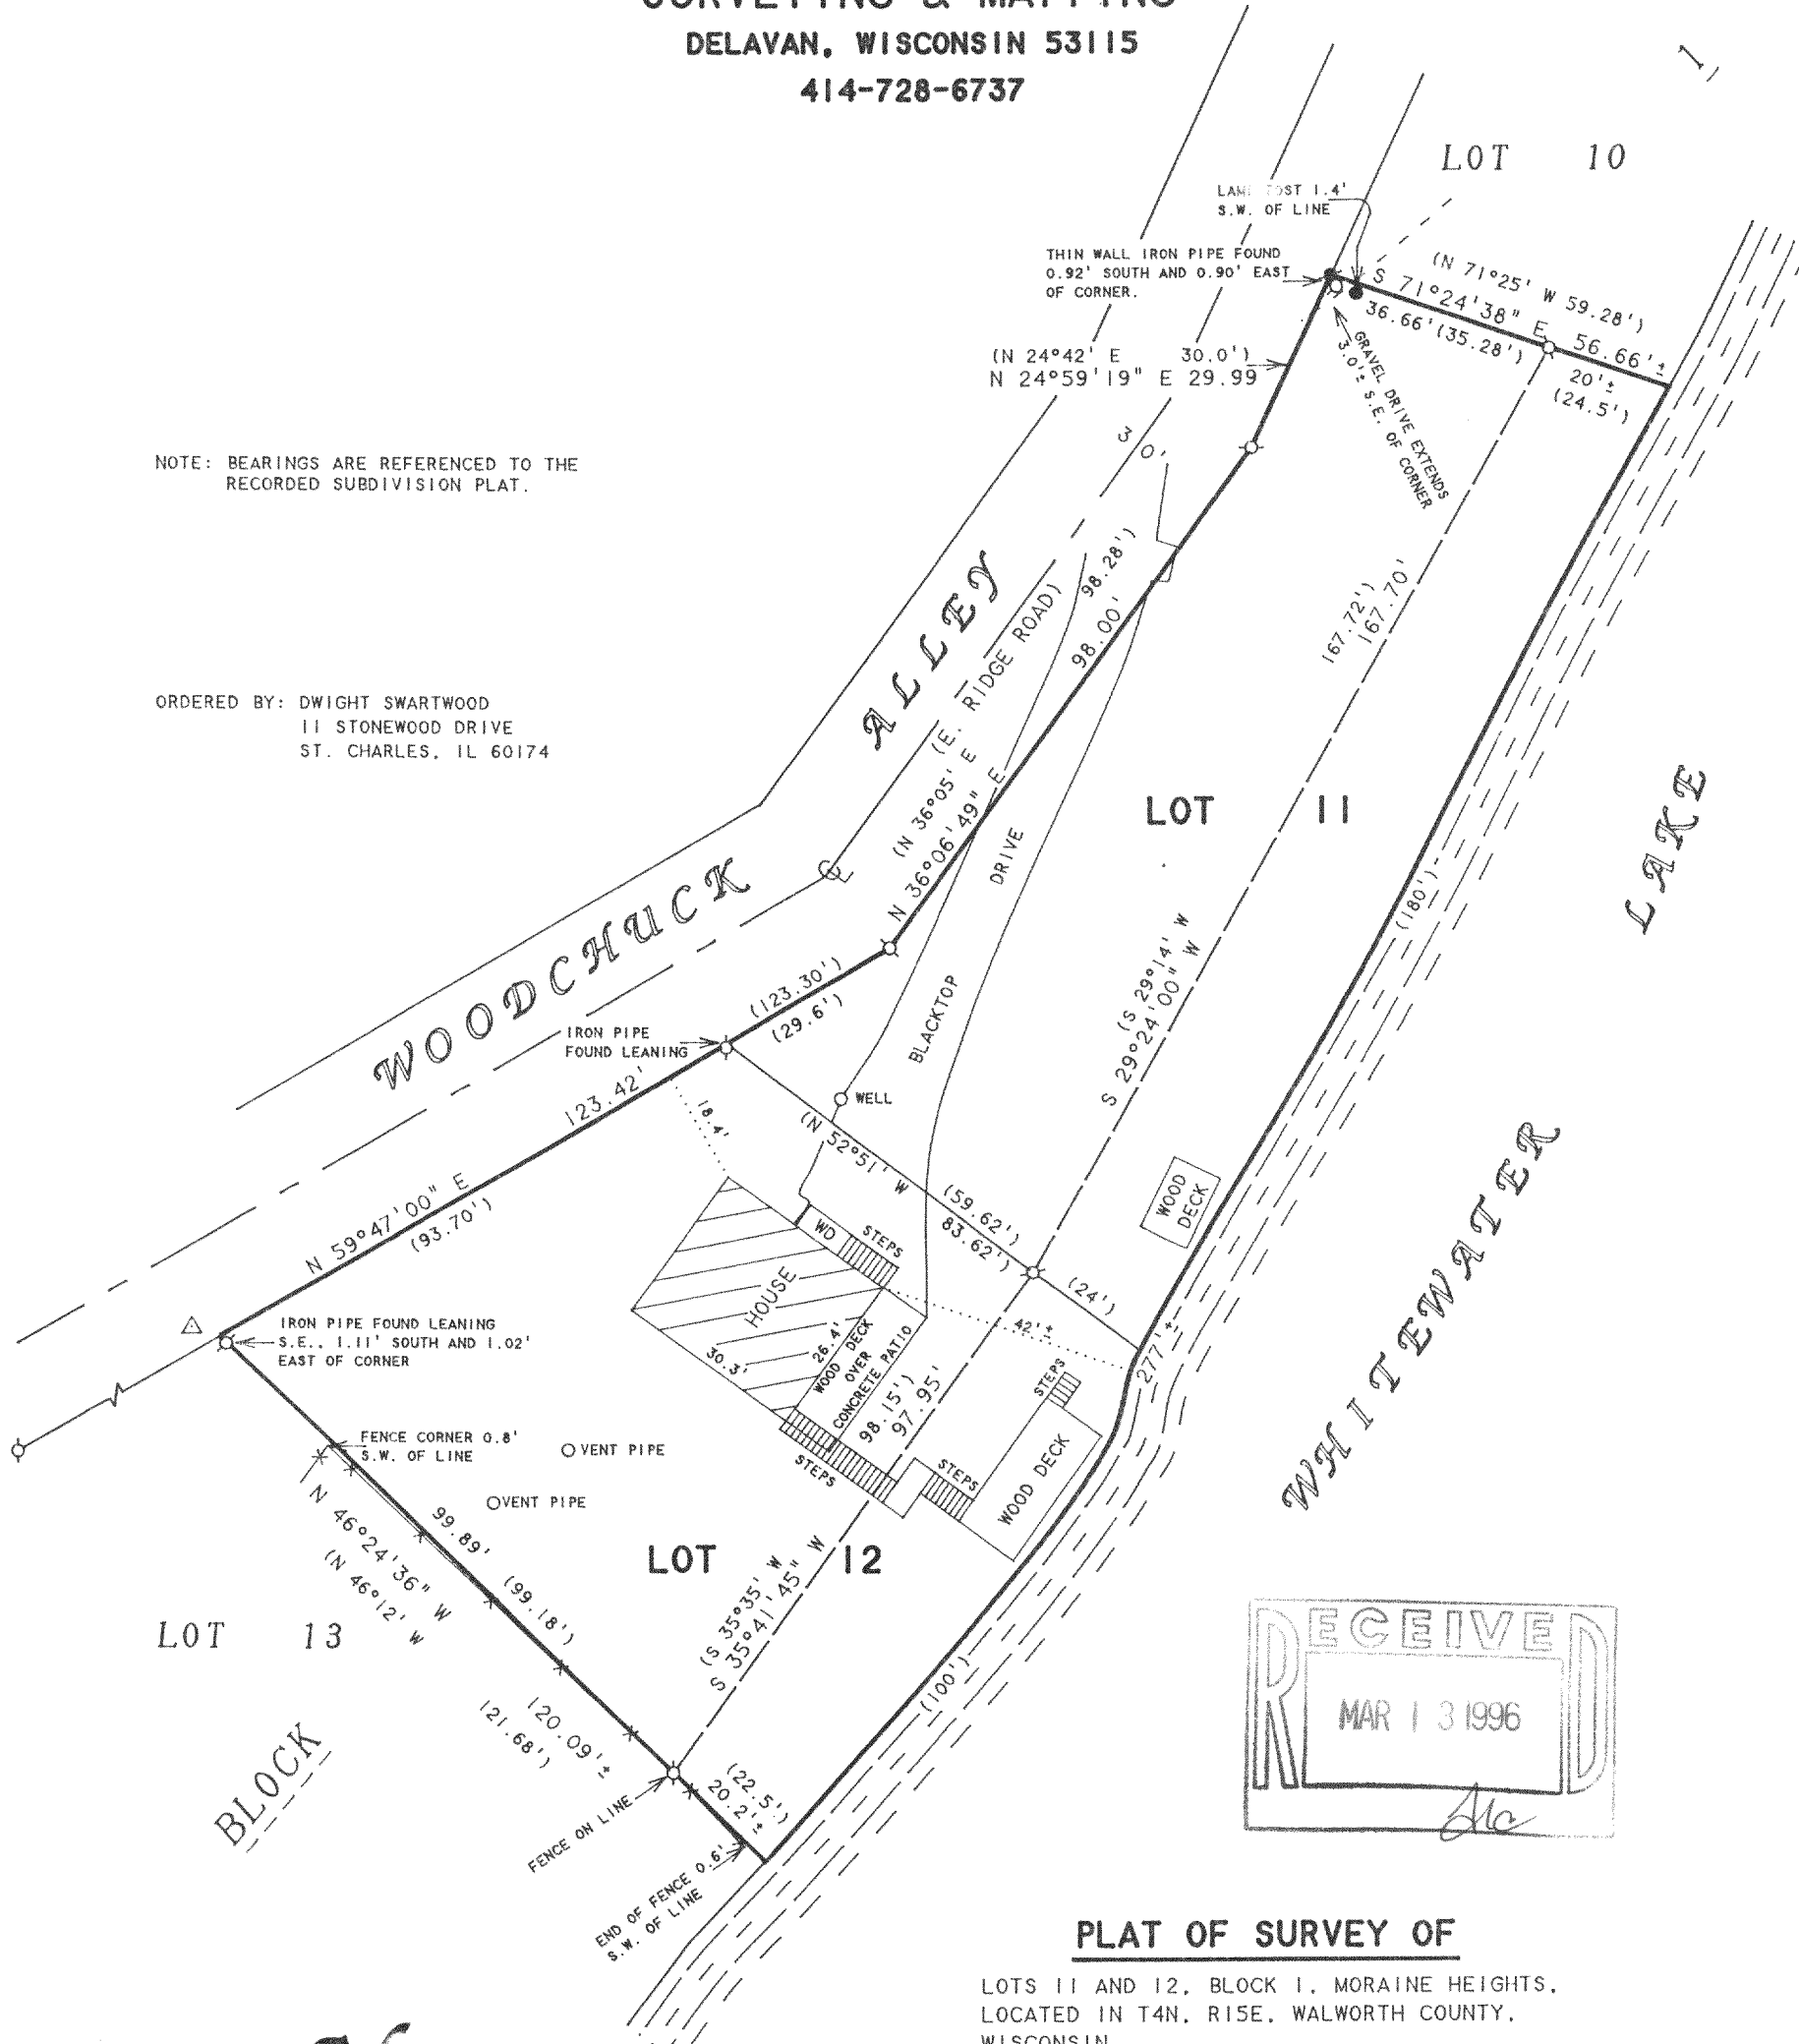 SURVEYING & MAPPING
DELAVAN, WISCONSIN 53115
414-728-6737
1
LOT 10
LAMP POST 1.4'
S.W. OF LINE
THIN WALL IRON PIPE FOUND
0.92' SOUTH AND 0.90' EAST
OF CORNER.
(N 71°25' W 59.28')
S 71°24'38" E 56.66'±
36.66'(35.28')
20'±
(24.5')
GRAVEL DRIVE EXTENDS
3.0'± S.E. OF CORNER
(N 24°42' E 30.0')
N 24°59'19" E 29.99
30'
NOTE: BEARINGS ARE REFERENCED TO THE
RECORDED SUBDIVISION PLAT.
ORDERED BY: DWIGHT SWARTWOOD
11 STONEWOOD DRIVE
ST. CHARLES, IL 60174
WOODCHUCK ALLEY
(E. RIDGE ROAD)
(N 36°05' E 98.28')
N 36°06'49" E 98.00'
167.72')
167.70'
LOT 11
BLACKTOP DRIVE
(S 29°14' W
S 29°24'00" W
(180')
WHITEWATER LAKE
(123.30')
(29.6')
IRON PIPE
FOUND LEANING
123.42'
N 59°47'00" E
(93.70')
18.4'
WELL
(N 52°51' W
(59.62')
83.62')
(24')
WOOD
DECK
WD
STEPS
HOUSE
30.3'
26.4'
WOOD DECK
OVER
CONCRETE PATIO
42'±
277'±
98.15')
97.95'
STEPS
STEPS
STEPS
WOOD DECK
IRON PIPE FOUND LEANING
S.E., 1.11' SOUTH AND 1.02'
EAST OF CORNER
FENCE CORNER 0.8'
S.W. OF LINE
VENT PIPE
VENT PIPE
N 46°24'36" W
(N 46°12' W
99.89'
(99.18')
LOT 12
(S 35°35' W
S 35°41'45" W
LOT 13
120.09'±
121.68')
(100')
(22.5')
20.2'±
FENCE ON LINE
END OF FENCE 0.6'
S.W. OF LINE
BLOCK
RECEIVED
MAR 13 1996
PLAT OF SURVEY OF
LOTS 11 AND 12, BLOCK 1, MORAINE HEIGHTS,
LOCATED IN T4N, R15E, WALWORTH COUNTY,
WISCONSIN